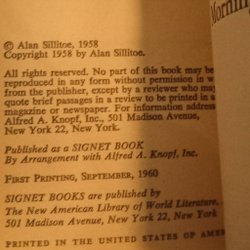 © Alan Sillitoe, 1958
Copyright 1958 by Alan Sillitoe.
All rights reserved. No part of this book may be
reproduced in any form without permission in w
from the publisher, except by a reviewer who may
quote brief passages in a review to be printed in a
magazine or newspaper. For information address
Alfred A. Knopf, Inc., 501 Madison Avenue,
New York 22, New York.
Published as a SIGNET BOOK
By Arrangement with Alfred A. Knopf, Inc.
FIRST PRINTING, SEPTEMBER, 1960
SIGNET BOOKS are published by
The New American Library of World Literature,
501 Madison Avenue, New York 22, New York
PRINTED IN THE UNITED STATES OF AMER
Morning